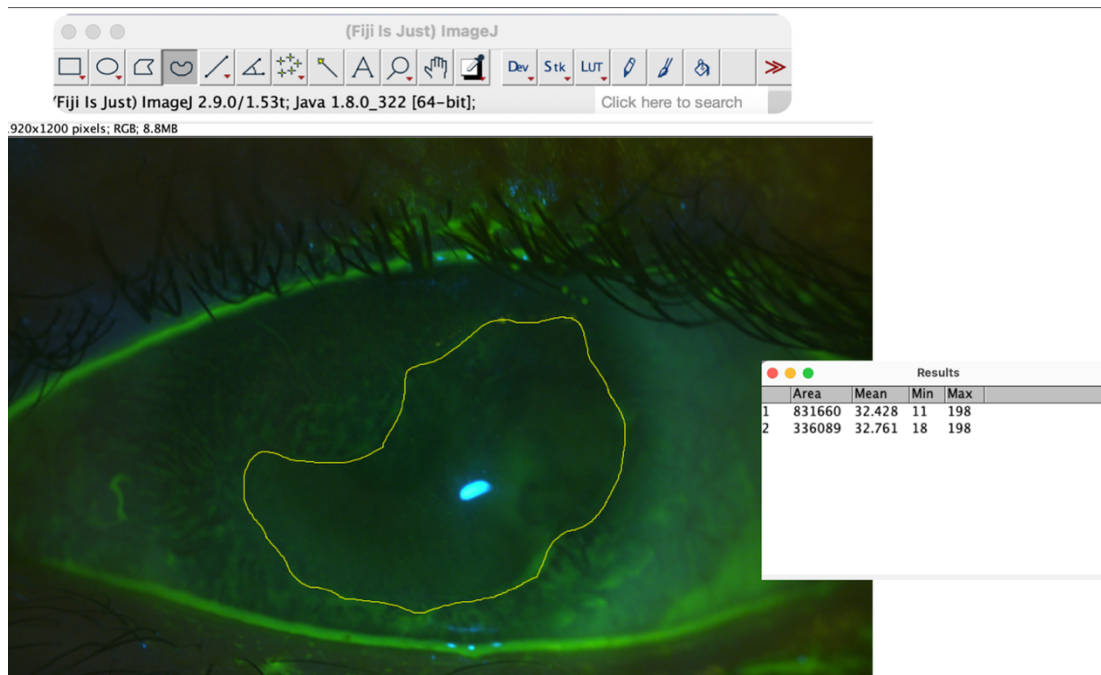 (Fiji Is Just) ImageJ
Dev Stk LUT
(Fiji Is Just) ImageJ 2.9.0/1.53t; Java 1.8.0_322 [64-bit]; Click here to search
920x1200 pixels; RGB; 8.8MB
Results
Area Mean Min Max
1 831660 32.428 11 198
2 336089 32.761 18 198